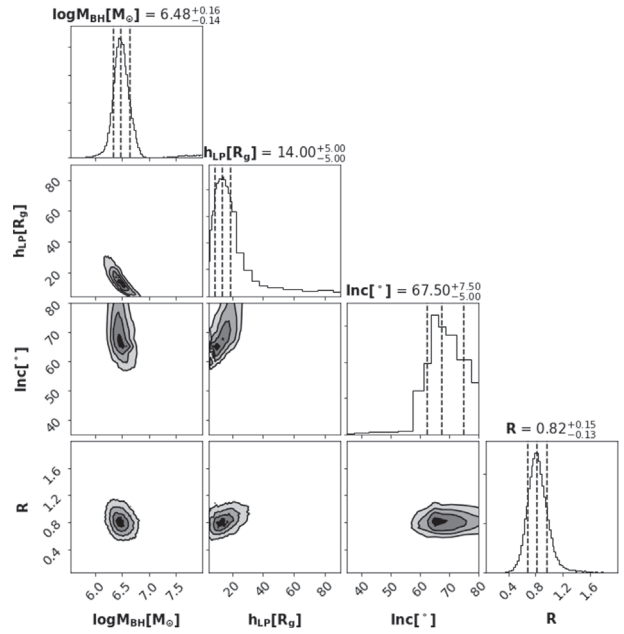 logM_BH[M_⊙] = 6.48^{+0.16}_{-0.14}
h_LP[R_g] = 14.00^{+5.00}_{-5.00}
80
60
40
20
h_LP[R_g]
Inc[°] = 67.50^{+7.50}_{-5.00}
80
70
60
50
40
Inc[°]
R = 0.82^{+0.15}_{-0.13}
1.6
1.2
0.8
0.4
R
6.0 6.5 7.0 7.5
20 40 60 80
40 50 60 70 80
0.4 0.8 1.2 1.6
logM_BH[M_⊙] h_LP[R_g] Inc[°] R